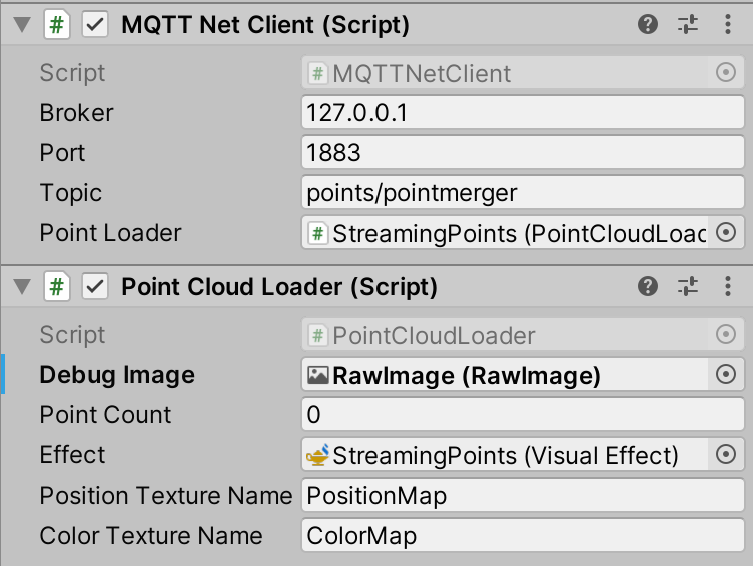 MQTT Net Client (Script)
Script MQTTNetClient
Broker 127.0.0.1
Port 1883
Topic points/pointmerger
Point Loader StreamingPoints (PointCloudLoac
Point Cloud Loader (Script)
Script PointCloudLoader
Debug Image RawImage (RawImage)
Point Count 0
Effect StreamingPoints (Visual Effect)
Position Texture Name PositionMap
Color Texture Name ColorMap